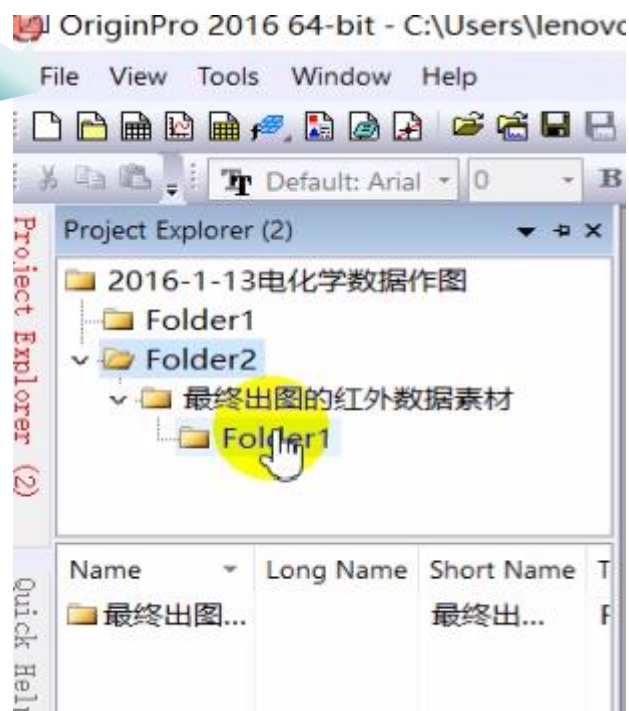 OriginPro 2016 64-bit - C:\Users\lenovo
File View Tools Window Help
Default: Arial 0 B
Project Explorer (2)
Project Explorer (2)
2016-1-13电化学数据作图
Folder1
Folder2
最终出图的红外数据素材
Folder1
Quick Help
Name Long Name Short Name T
最终出图... 最终出... F